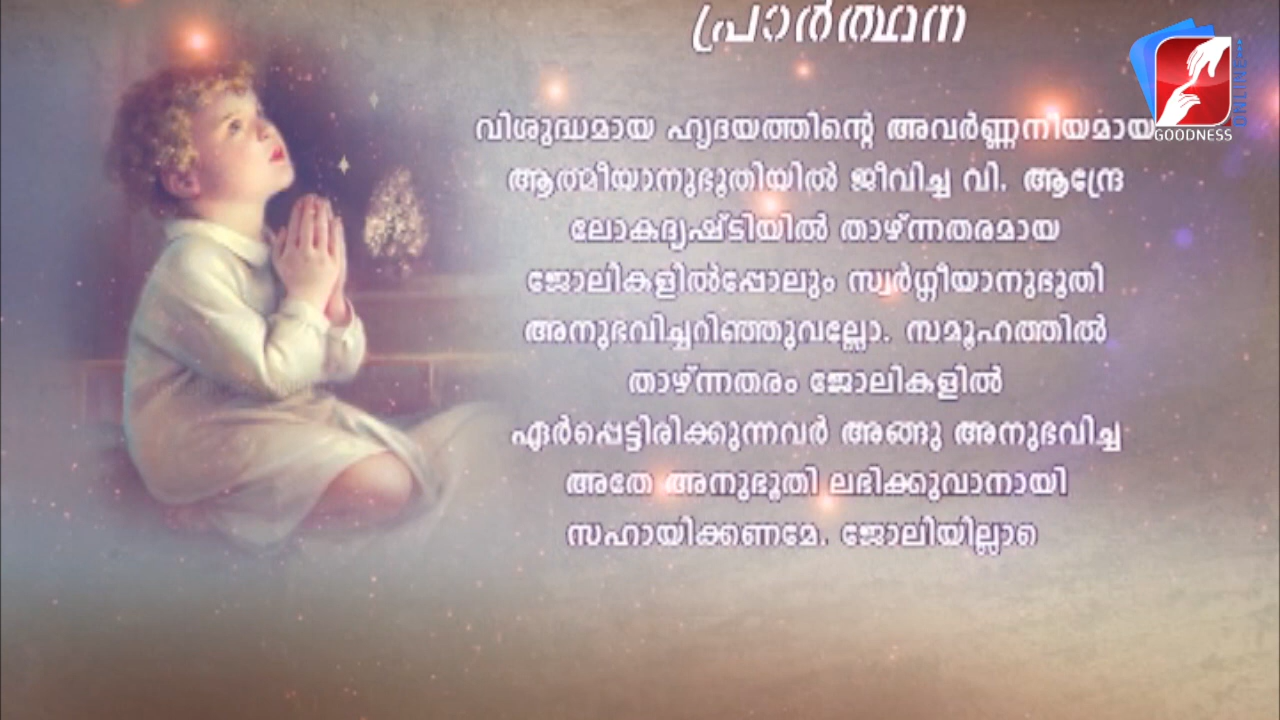 പ്രാർത്ഥന
വിശുദ്ധമായ ഹൃദയത്തിന്റെ അവർണ്ണനീയമായ
ആത്മീയാനുഭൂതിയിൽ ജീവിച്ച വി. ആന്ദ്രേ
ലോകദൃഷ്ടിയിൽ താഴ്ന്നതരമായ
ജോലികളിൽപ്പോലും സ്വർഗ്ഗീയാനുഭൂതി
അനുഭവിച്ചറിഞ്ഞുവല്ലോ. സമൂഹത്തിൽ
താഴ്ന്നതരം ജോലികളിൽ
ഏർപ്പെട്ടിരിക്കുന്നവർ അങ്ങു അനുഭവിച്ച
അതേ അനുഭൂതി ലഭിക്കുവാനായി
സഹായിക്കണമേ. ജോലിയില്ലാതെ
GOODNESS